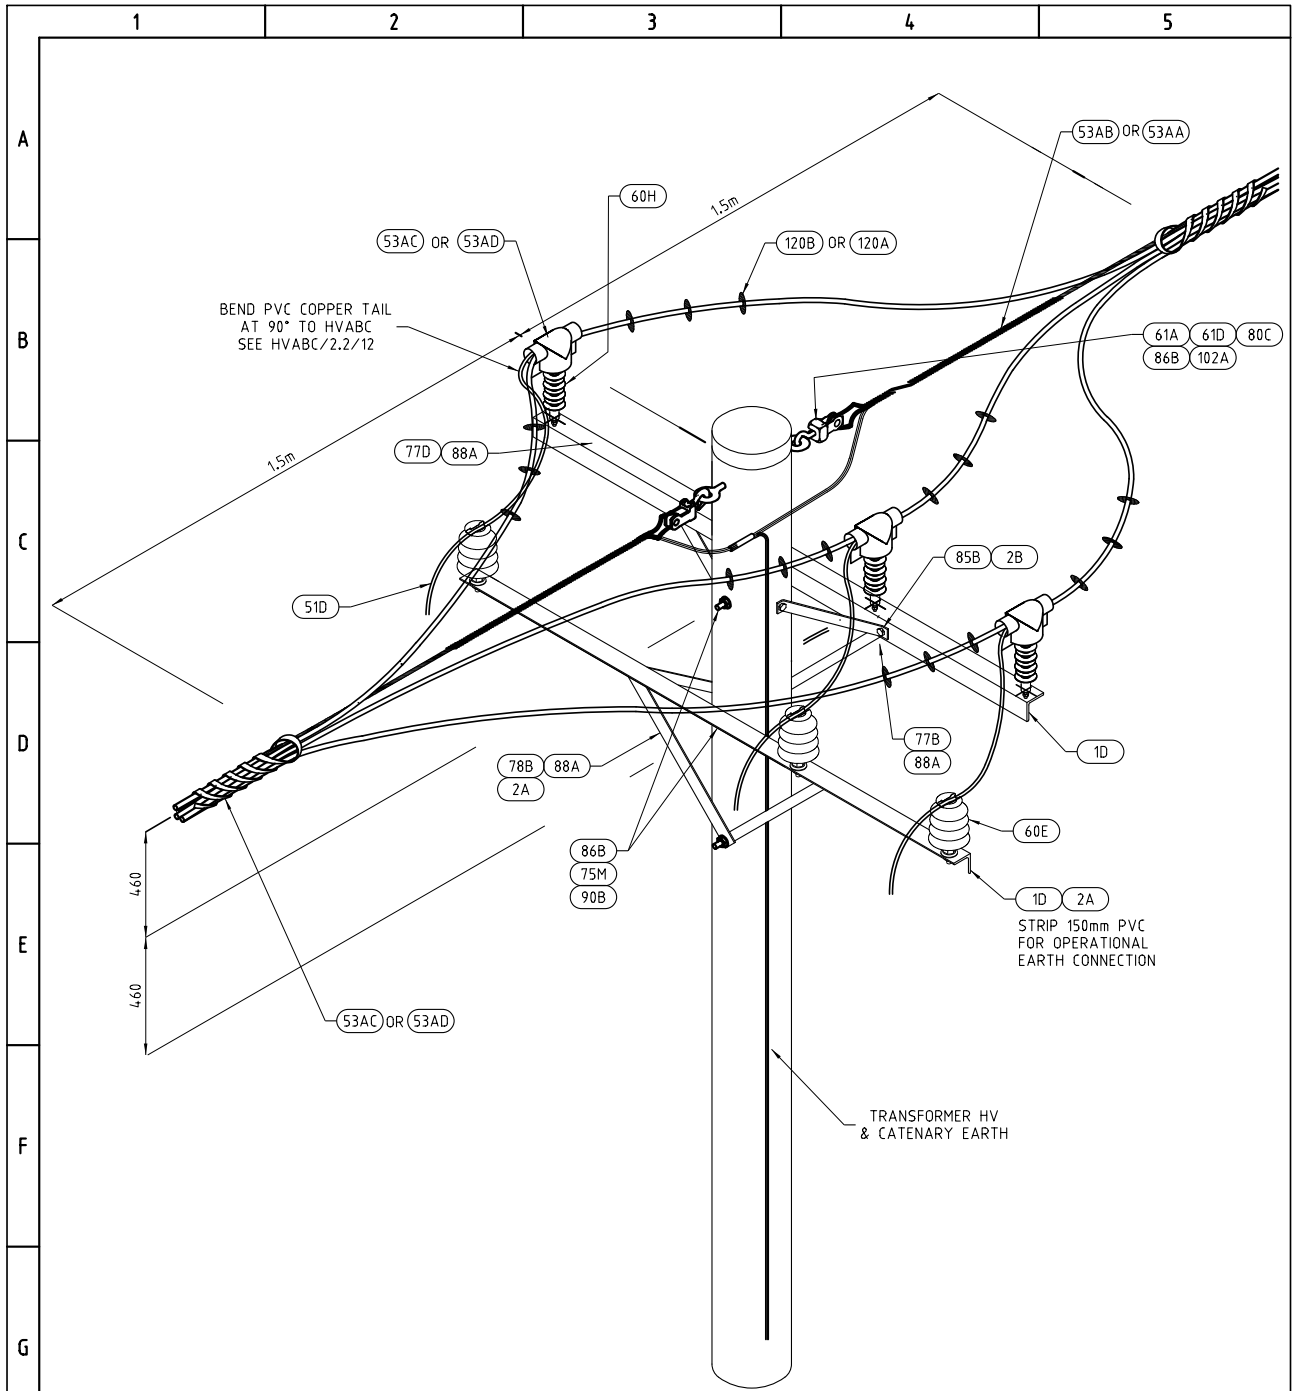 1 2 3 4 5
A
53AB OR 53AA
60H
1.5m
53AC OR 53AD
120B OR 120A
BEND PVC COPPER TAIL
AT 90° TO HVABC
SEE HVABC/2.2/12
B
61A 61D 80C
86B 102A
77D 88A
1.5m
C
85B 2B
51D
D
77B
88A
1D
78B 88A
2A
60E
86B
75M
90B
460
1D 2A
STRIP 150mm PVC
FOR OPERATIONAL
EARTH CONNECTION
E
460
53AC OR 53AD
TRANSFORMER HV
& CATENARY EARTH
F
G